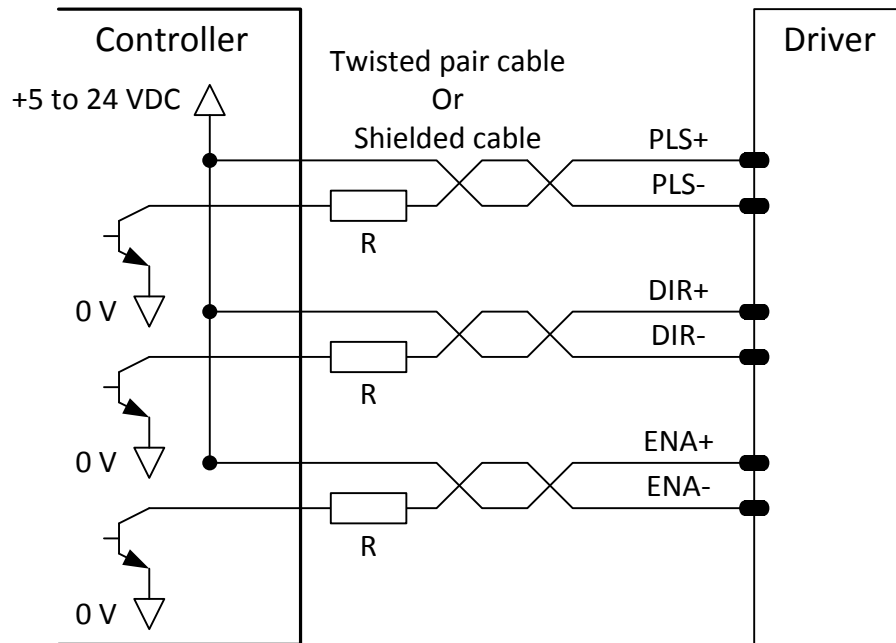 Controller
Driver
Twisted pair cable
Or
Shielded cable
+5 to 24 VDC
PLS+
PLS-
R
0 V
DIR+
DIR-
R
0 V
ENA+
ENA-
R
0 V